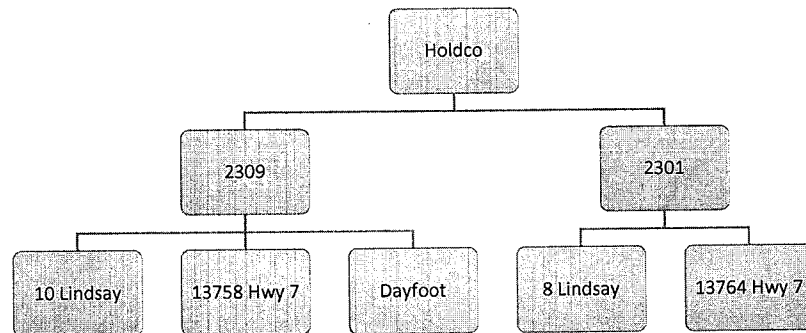 Holdco
2309
2301
10 Lindsay
13758 Hwy 7
Dayfoot
8 Lindsay
13764 Hwy 7